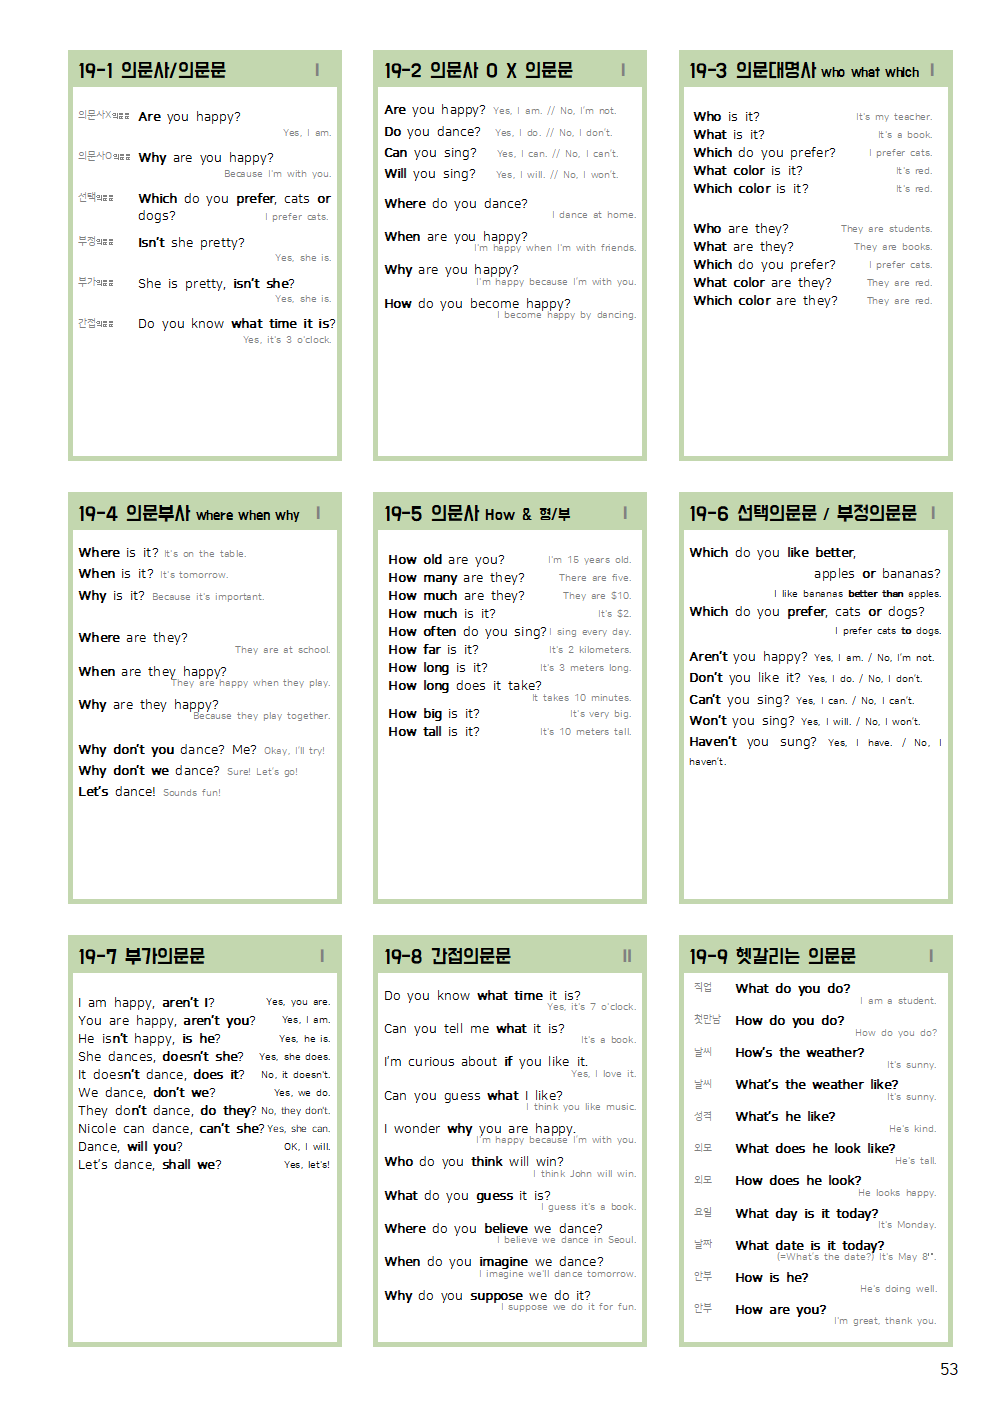 19-1 의문사/의문문 I
의문사X의문문 Are you happy?
Yes, I am.
의문사O의문문 Why are you happy?
Because I'm with you.
선택의문문 Which do you prefer, cats or
dogs? I prefer cats.
부정의문문 Isn't she pretty?
Yes, she is.
부가의문문 She is pretty, isn't she?
Yes, she is.
간접의문문 Do you know what time it is?
Yes, it's 3 o'clock.
19-2 의문사 O X 의문문 I
Are you happy? Yes, I am. // No, I'm not.
Do you dance? Yes, I do. // No, I don't.
Can you sing? Yes, I can. // No, I can't.
Will you sing? Yes, I will. // No, I won't.
Where do you dance?
I dance at home.
When are you happy?
I'm happy when I'm with friends.
Why are you happy?
I'm happy because I'm with you.
How do you become happy?
I become happy by dancing.
19-3 의문대명사 who what which I
Who is it? It's my teacher.
What is it? It's a book.
Which do you prefer? I prefer cats.
What color is it? It's red.
Which color is it? It's red.
Who are they? They are students.
What are they? They are books.
Which do you prefer? I prefer cats.
What color are they? They are red.
Which color are they? They are red.
19-4 의문부사 where when why I
Where is it? It's on the table.
When is it? It's tomorrow.
Why is it? Because it's important.
Where are they?
They are at school.
When are they happy?
They are happy when they play.
Why are they happy?
Because they play together.
Why don't you dance? Me? Okay, I'll try!
Why don't we dance? Sure! Let's go!
Let's dance! Sounds fun!
19-5 의문사 How & 형/부 I
How old are you? I'm 15 years old.
How many are they? There are five.
How much are they? They are $10.
How much is it? It's $2.
How often do you sing? I sing every day.
How far is it? It's 2 kilometers.
How long is it? It's 3 meters long.
How long does it take?
It takes 10 minutes.
How big is it? It's very big.
How tall is it? It's 10 meters tall.
19-6 선택의문문 / 부정의문문 I
Which do you like better,
apples or bananas?
I like bananas better than apples.
Which do you prefer, cats or dogs?
I prefer cats to dogs.
Aren't you happy? Yes, I am. / No, I'm not.
Don't you like it? Yes, I do. / No, I don't.
Can't you sing? Yes, I can. / No, I can't.
Won't you sing? Yes, I will. / No, I won't.
Haven't you sung? Yes, I have. / No, I
haven't.
19-7 부가의문문 I
I am happy, aren't I? Yes, you are.
You are happy, aren't you? Yes, I am.
He isn't happy, is he? Yes, he is.
She dances, doesn't she? Yes, she does.
It doesn't dance, does it? No, it doesn't.
We dance, don't we? Yes, we do.
They don't dance, do they? No, they don't.
Nicole can dance, can't she? Yes, she can.
Dance, will you? OK, I will.
Let's dance, shall we? Yes, let's!
19-8 간접의문문 II
Do you know what time it is?
Yes, it's 7 o'clock.
Can you tell me what it is?
It's a book.
I'm curious about if you like it.
Yes, I love it.
Can you guess what I like?
I think you like music.
I wonder why you are happy.
I'm happy because I'm with you.
Who do you think will win?
I think John will win.
What do you guess it is?
I guess it's a book.
Where do you believe we dance?
I believe we dance in Seoul.
When do you imagine we dance?
I imagine we'll dance tomorrow.
Why do you suppose we do it?
I suppose we do it for fun.
19-9 헷갈리는 의문문 I
직업 What do you do?
I am a student.
첫만남 How do you do?
How do you do?
날씨 How's the weather?
It's sunny.
날씨 What's the weather like?
It's sunny.
성격 What's he like?
He's kind.
외모 What does he look like?
He's tall.
외모 How does he look?
He looks happy.
요일 What day is it today?
It's Monday.
날짜 What date is it today?
(=What's the date?) It's May 8th.
안부 How is he?
He's doing well.
안부 How are you?
I'm great, thank you.
53